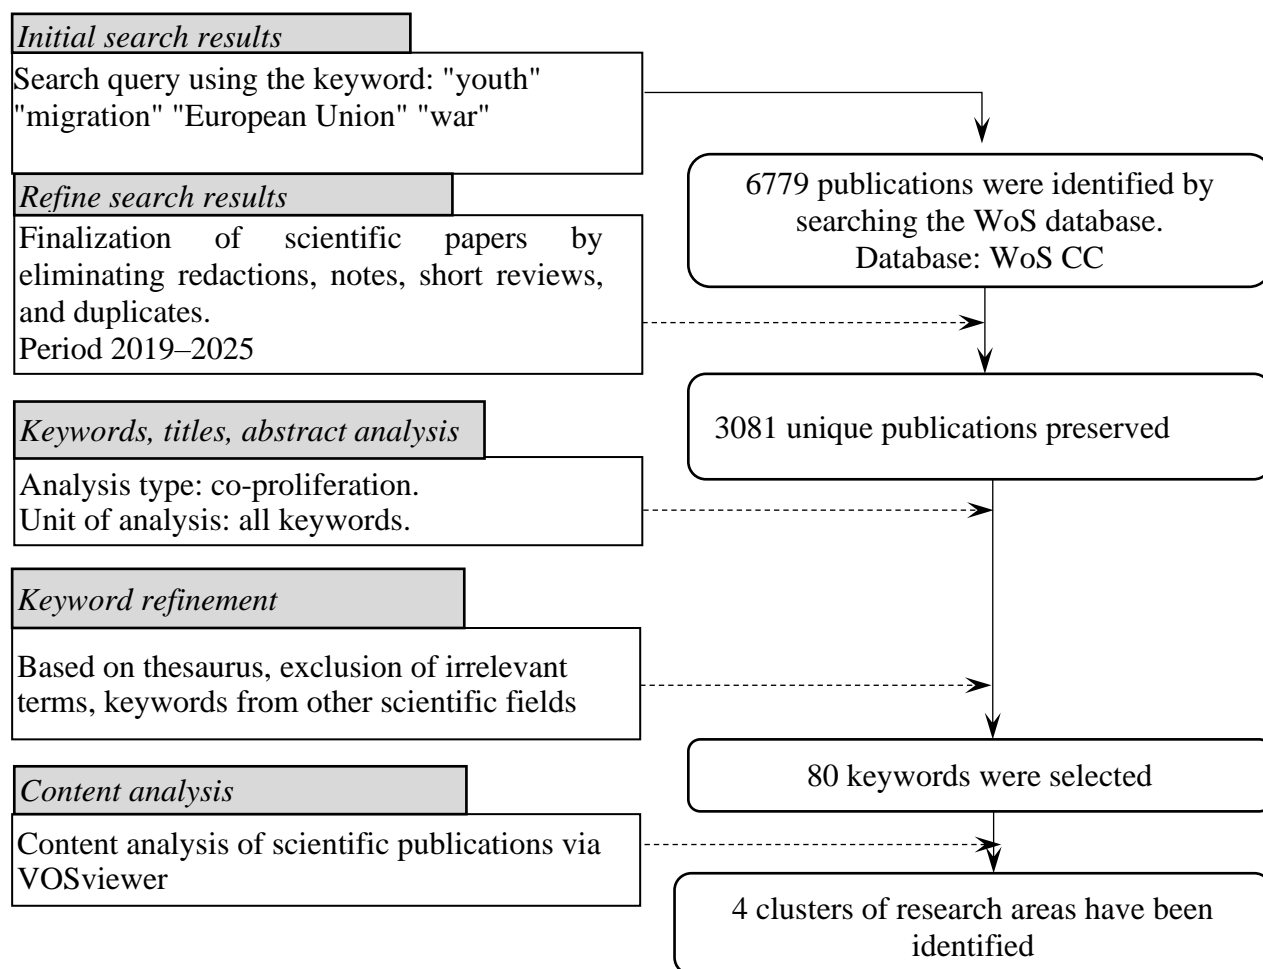 Initial search results
Search query using the keyword: "youth"
"migration" "European Union" "war"
6779 publications were identified by
searching the WoS database.
Database: WoS CC
Refine search results
Finalization of scientific papers by
eliminating redactions, notes, short reviews,
and duplicates.
Period 2019–2025
3081 unique publications preserved
Keywords, titles, abstract analysis
Analysis type: co-proliferation.
Unit of analysis: all keywords.
Keyword refinement
Based on thesaurus, exclusion of irrelevant
terms, keywords from other scientific fields
80 keywords were selected
Content analysis
Content analysis of scientific publications via
VOSviewer
4 clusters of research areas have been
identified